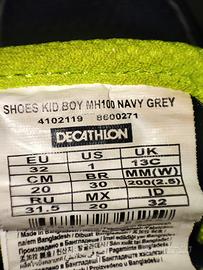 SHOES KID BOY MH100 NAVY GREY
4102119 8600271
DECATHLON
EU US UK
32 1 13C
CM BR MM(W)
20 30 200(2.5)
RU MX ID
31.5 20 32
in Bangladesh / Dibuat